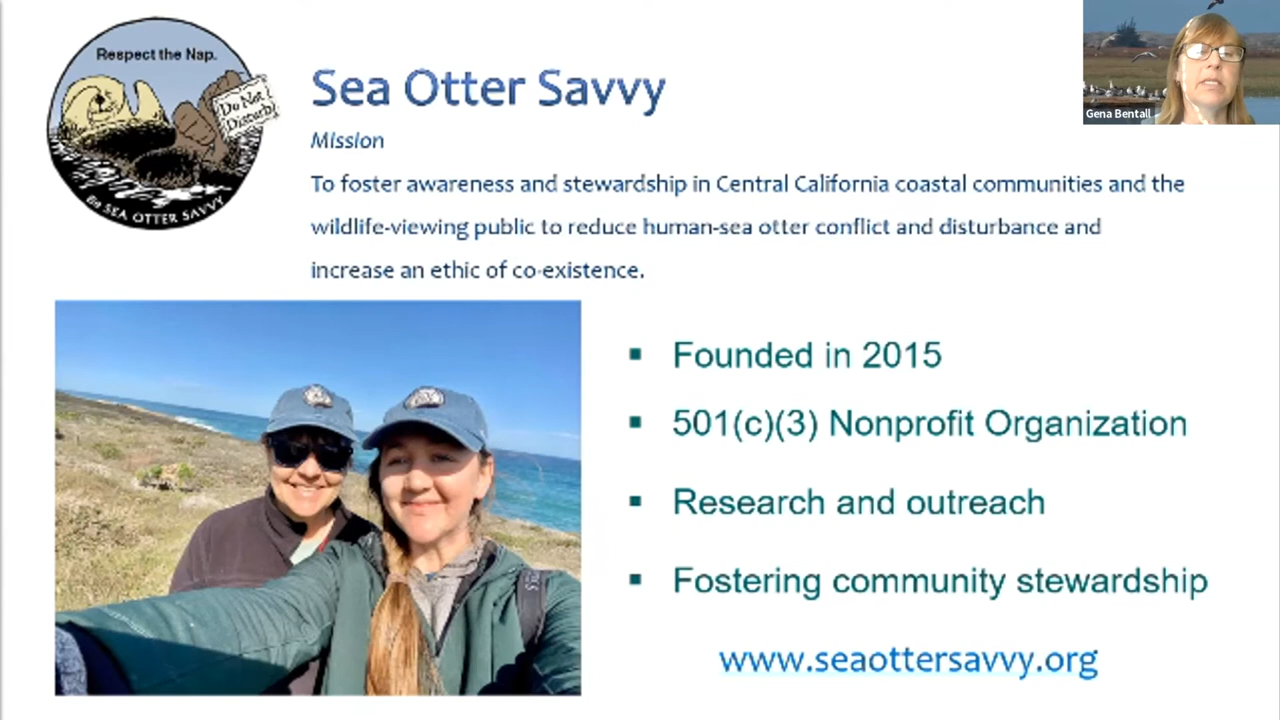 Respect the Nap.
Do Not
Disturb!
Be SEA OTTER SAVVY
Sea Otter Savvy
Mission
To foster awareness and stewardship in Central California coastal communities and the
wildlife-viewing public to reduce human-sea otter conflict and disturbance and
increase an ethic of co-existence.
Gena Bentall
▪ Founded in 2015
▪ 501(c)(3) Nonprofit Organization
▪ Research and outreach
▪ Fostering community stewardship
www.seaottersavvy.org